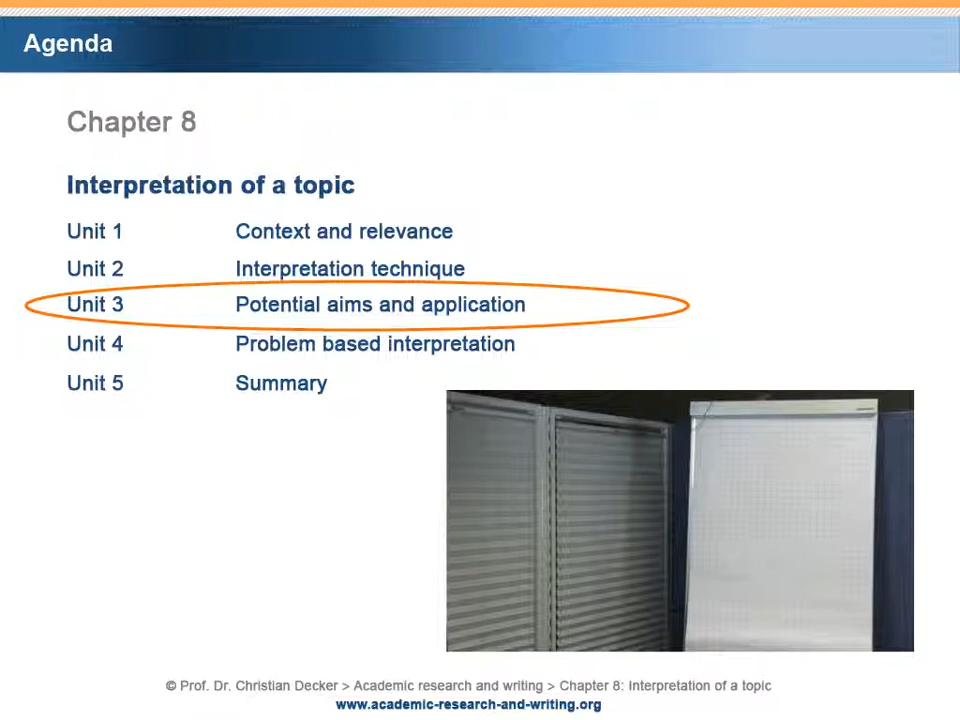 Agenda
Chapter 8
Interpretation of a topic
Unit 1 Context and relevance
Unit 2 Interpretation technique
Unit 3 Potential aims and application
Unit 4 Problem based interpretation
Unit 5 Summary
© Prof. Dr. Christian Decker > Academic research and writing > Chapter 8: Interpretation of a topic
www.academic-research-and-writing.org